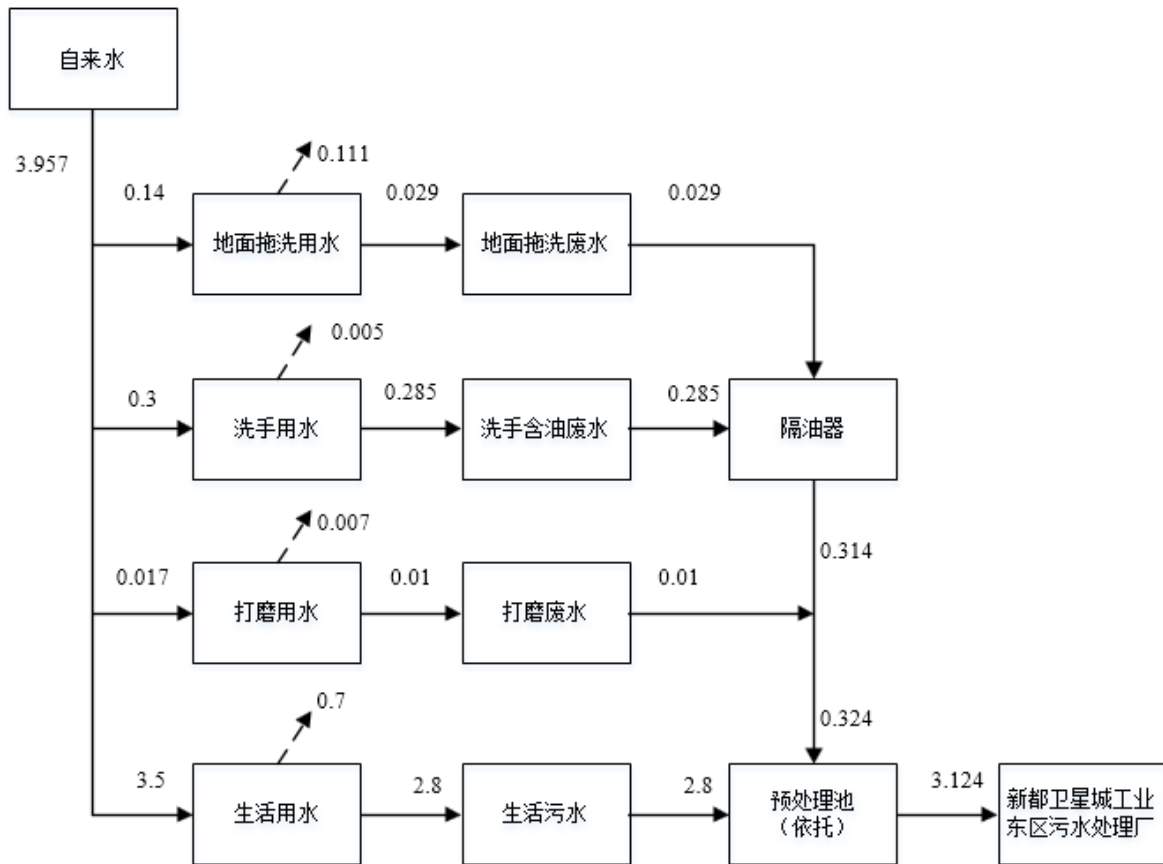 自来水
3.957
0.111
0.14
0.029
0.029
地面拖洗用水
地面拖洗废水
0.005
0.3
0.285
0.285
洗手用水
洗手含油废水
隔油器
0.007
0.314
0.017
0.01
0.01
打磨用水
打磨废水
0.7
0.324
3.5
2.8
2.8
3.124
生活用水
生活污水
预处理池
（依托）
新都卫星城工业
东区污水处理厂